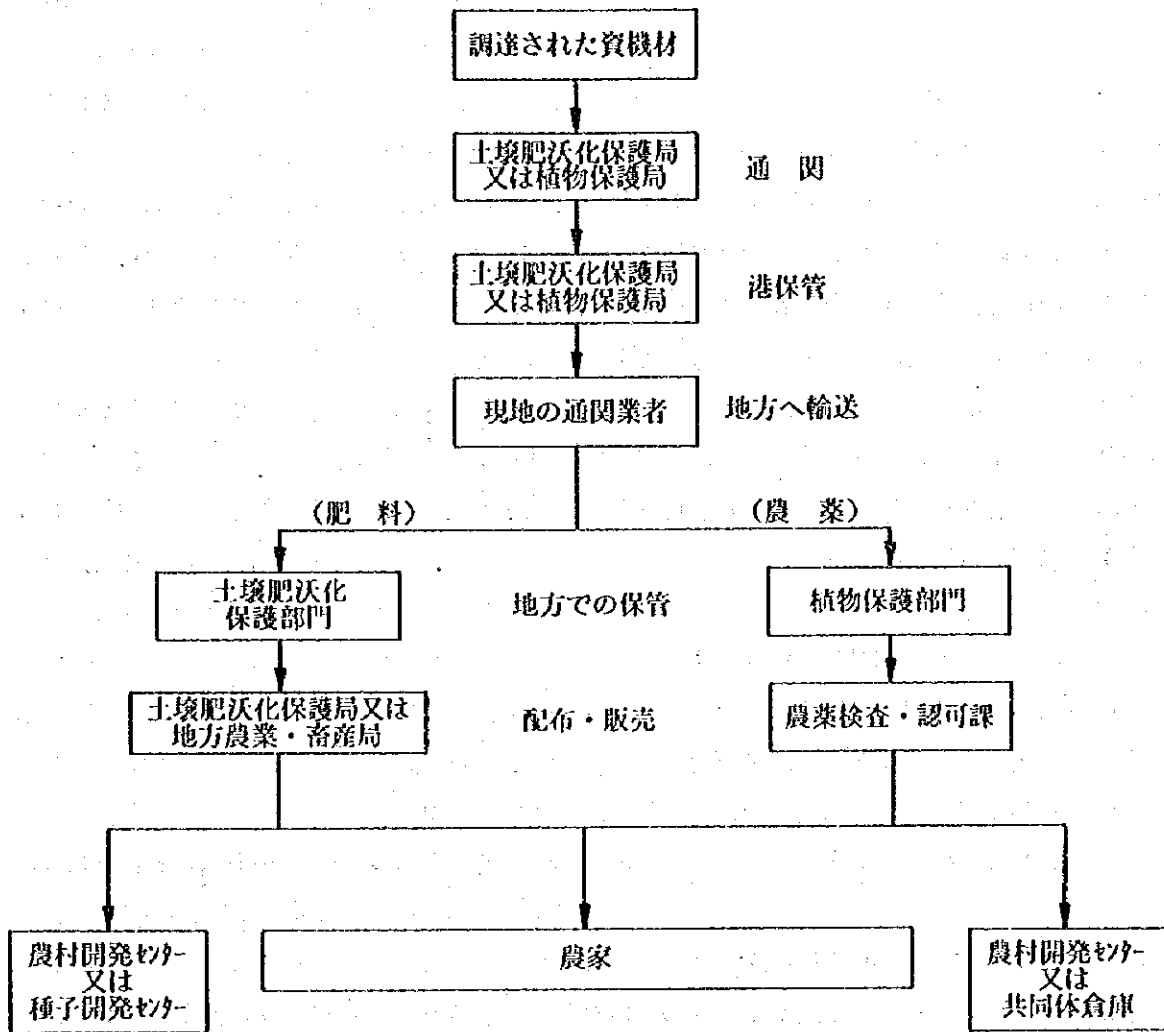 調達された資機材
土壌肥沃化保護局
又は植物保護局
通 関
土壌肥沃化保護局
又は植物保護局
港保管
現地の通関業者
地方へ輸送
（肥 料）
（農 薬）
土壌肥沃化
保護部門
地方での保管
植物保護部門
土壌肥沃化保護局又は
地方農業・畜産局
配布・販売
農薬検査・認可課
農村開発センター
又は
種子開発センター
農家
農村開発センター
又は
共同体倉庫